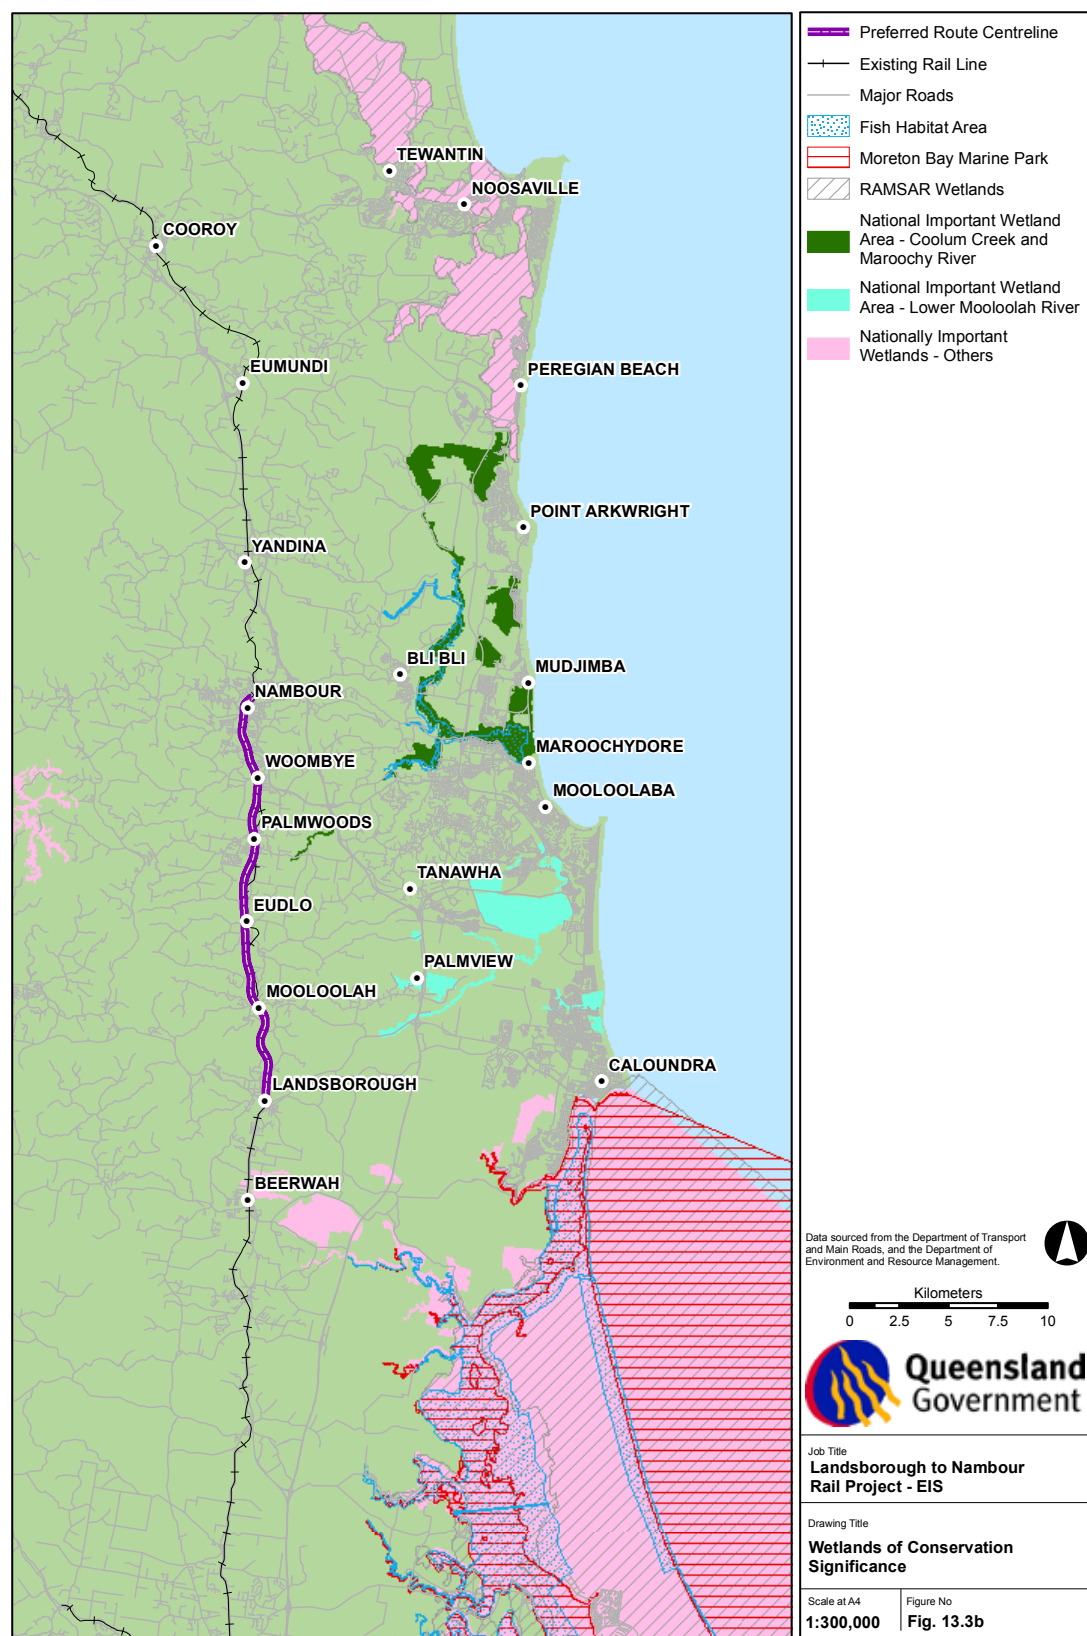 TEWANTIN
NOOSAVILLE
COOROY
EUMUNDI
PEREGIAN BEACH
POINT ARKWRIGHT
YANDINA
BLI BLI
MUDJIMBA
NAMBOUR
MAROOCHYDORE
WOOMBYE
MOOLOOLABA
PALMWOODS
TANAWHA
EUDLO
PALMVIEW
MOOLOOLAH
CALOUNDRA
LANDSBOROUGH
BEERWAH
Preferred Route Centreline
Existing Rail Line
Major Roads
Fish Habitat Area
Moreton Bay Marine Park
RAMSAR Wetlands
National Important Wetland
Area - Coolum Creek and
Maroochy River
National Important Wetland
Area - Lower Mooloolah River
Nationally Important
Wetlands - Others
Data sourced from the Department of Transport
and Main Roads, and the Department of
Environment and Resource Management.
Kilometers
0 2.5 5 7.5 10
Queensland
Government
Job Title
Landsborough to Nambour
Rail Project - EIS
Drawing Title
Wetlands of Conservation
Significance
Scale at A4
1:300,000
Figure No
Fig. 13.3b